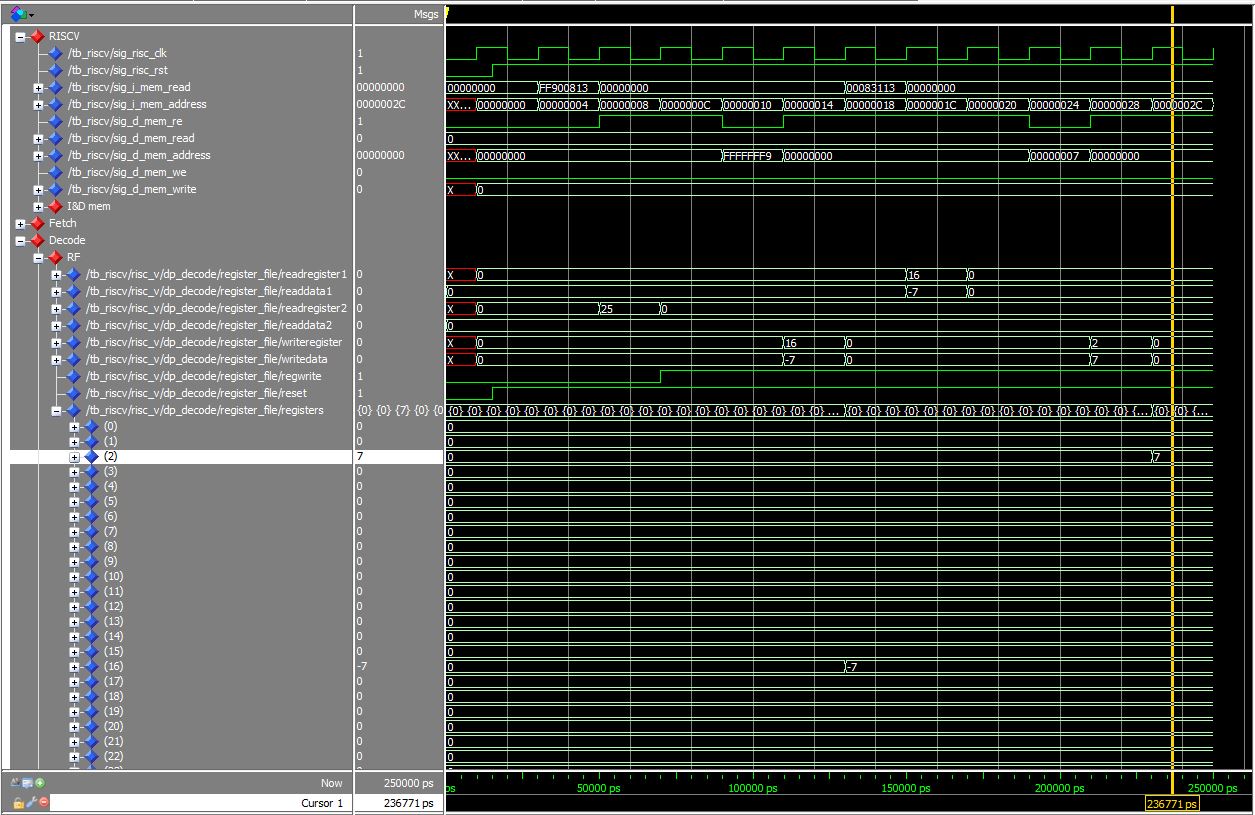 Msgs
RISCV
/tb_riscv/sig_risc_clk 1
/tb_riscv/sig_risc_rst 1
/tb_riscv/sig_i_mem_read 00000000 00000000 FF900813 00000000 00083113 00000000
/tb_riscv/sig_i_mem_address 0000002C XX... 00000000 00000004 00000008 0000000C 00000010 00000014 00000018 0000001C 00000020 00000024 00000028 0000002C
/tb_riscv/sig_d_mem_re 1
/tb_riscv/sig_d_mem_read 0 0
/tb_riscv/sig_d_mem_address 00000000 XX... 00000000 FFFFFFF9 00000000 00000007 00000000
/tb_riscv/sig_d_mem_we 0
/tb_riscv/sig_d_mem_write 0 X 0
I&D mem
Fetch
Decode
RF
/tb_riscv/risc_v/dp_decode/register_file/readregister1 0 X 0 16 0
/tb_riscv/risc_v/dp_decode/register_file/readdata1 0 0 -7 0
/tb_riscv/risc_v/dp_decode/register_file/readregister2 0 X 0 25 0
/tb_riscv/risc_v/dp_decode/register_file/readdata2 0 0
/tb_riscv/risc_v/dp_decode/register_file/writeregister 0 X 0 16 0 2 0
/tb_riscv/risc_v/dp_decode/register_file/writedata 0 X 0 -7 0 7 0
/tb_riscv/risc_v/dp_decode/register_file/regwrite 1
/tb_riscv/risc_v/dp_decode/register_file/reset 1
/tb_riscv/risc_v/dp_decode/register_file/registers {0} {0} {7} {0} {0 {0} {0} {0} {0} {0} {0} {0} {0} {0} {0} {0} {0} {0} {0} {0} {0} {0} {0} {0} {0} ... {0} {0} {0} {0} {0} {0} {0} {0} {0} {0} {0} {0} {0} {0} {0} {... {0} {0} {...
(0) 0 0
(1) 0 0
(2) 7 0 7
(3) 0 0
(4) 0 0
(5) 0 0
(6) 0 0
(7) 0 0
(8) 0 0
(9) 0 0
(10) 0 0
(11) 0 0
(12) 0 0
(13) 0 0
(14) 0 0
(15) 0 0
(16) -7 0 -7
(17) 0 0
(18) 0 0
(19) 0 0
(20) 0 0
(21) 0 0
(22) 0 0
Now 250000 ps ps 50000 ps 100000 ps 150000 ps 200000 ps 250000 ps
Cursor 1 236771 ps 236771 ps